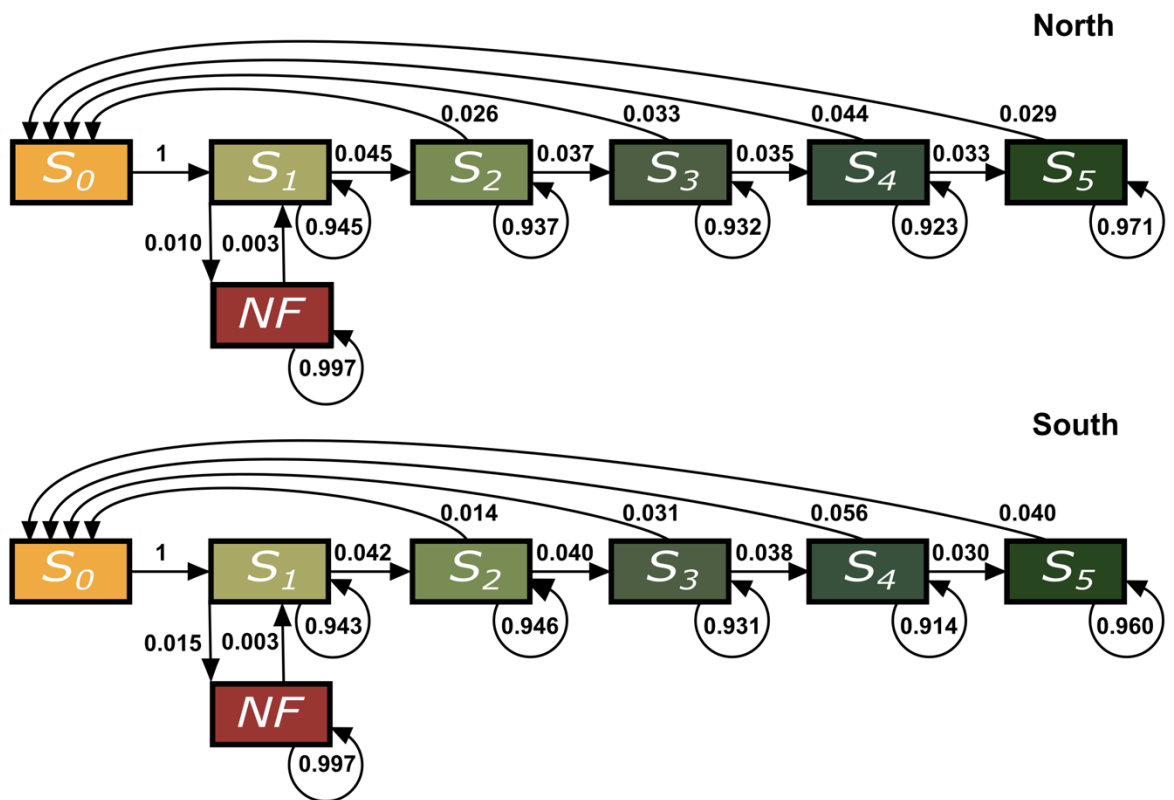 North
0.026 0.033 0.044 0.029
S0 1 S1 0.045 S2 0.037 S3 0.035 S4 0.033 S5
0.945 0.937 0.932 0.923 0.971
0.010 0.003
NF
0.997
South
0.014 0.031 0.056 0.040
S0 1 S1 0.042 S2 0.040 S3 0.038 S4 0.030 S5
0.943 0.946 0.931 0.914 0.960
0.015 0.003
NF
0.997